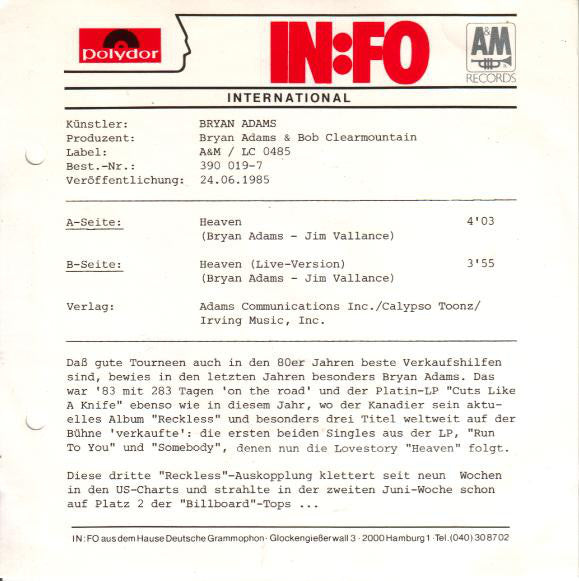 polydor
IN:FO
A&M
RECORDS
INTERNATIONAL
Künstler: BRYAN ADAMS
Produzent: Bryan Adams & Bob Clearmountain
Label: A&M / LC 0485
Best.-Nr.: 390 019-7
Veröffentlichung: 24.06.1985
A-Seite: Heaven 4'03
(Bryan Adams - Jim Vallance)
B-Seite: Heaven (Live-Version) 3'55
(Bryan Adams - Jim Vallance)
Verlag: Adams Communications Inc./Calypso Toonz/
Irving Music, Inc.
Daß gute Tourneen auch in den 80er Jahren beste Verkaufshilfen
sind, bewies in den letzten Jahren besonders Bryan Adams. Das
war '83 mit 283 Tagen 'on the road' und der Platin-LP "Cuts Like
A Knife" ebenso wie in diesem Jahr, wo der Kanadier sein aktu-
elles Album "Reckless" und besonders drei Titel weltweit auf der
Bühne 'verkaufte': die ersten beiden Singles aus der LP, "Run
To You" und "Somebody", denen nun die Lovestory "Heaven" folgt.
Diese dritte "Reckless"-Auskopplung klettert seit neun Wochen
in den US-Charts und strahlte in der zweiten Juni-Woche schon
auf Platz 2 der "Billboard"-Tops ...
IN:FO aus dem Hause Deutsche Grammophon · Glockengießerwall 3 · 2000 Hamburg 1 · Tel. (040) 30 87 02